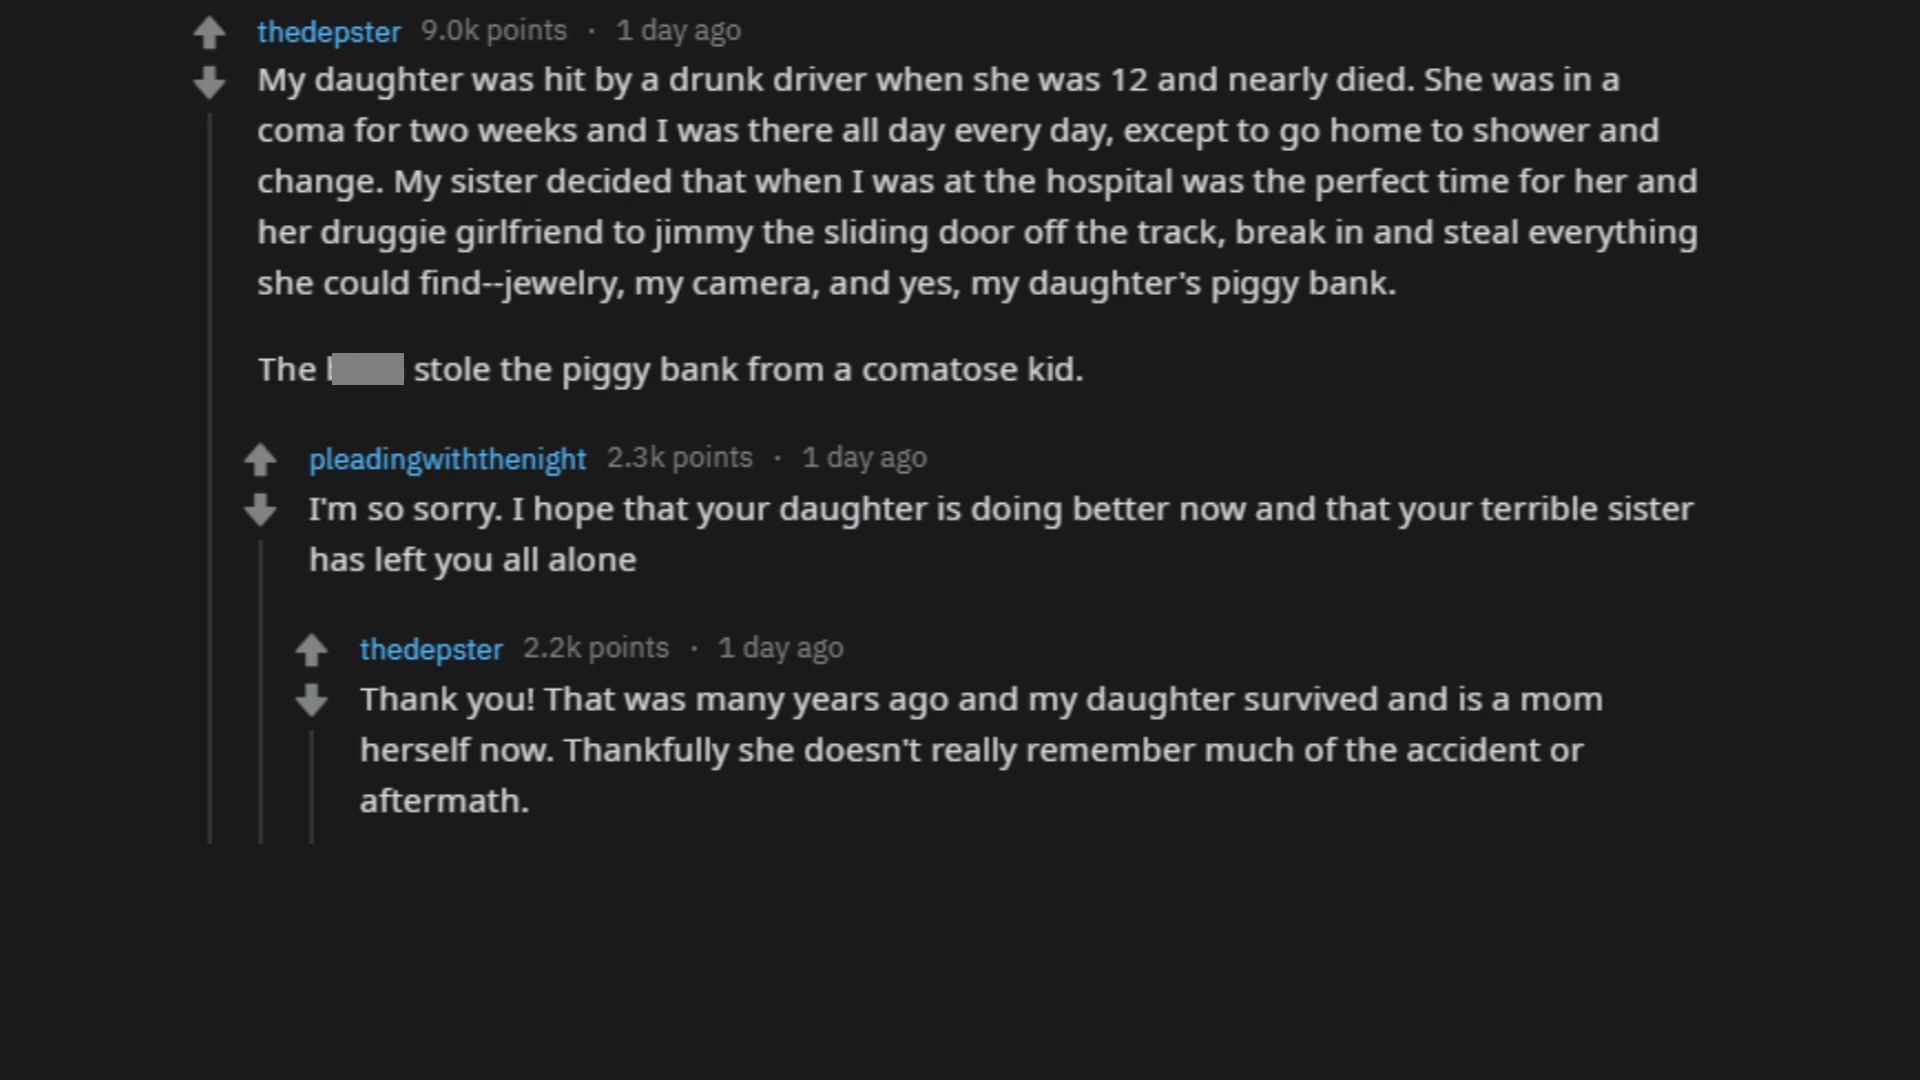 thedepster 9.0k points · 1 day ago
My daughter was hit by a drunk driver when she was 12 and nearly died. She was in a
coma for two weeks and I was there all day every day, except to go home to shower and
change. My sister decided that when I was at the hospital was the perfect time for her and
her druggie girlfriend to jimmy the sliding door off the track, break in and steal everything
she could find--jewelry, my camera, and yes, my daughter's piggy bank.
The stole the piggy bank from a comatose kid.
pleadingwiththenight 2.3k points · 1 day ago
I'm so sorry. I hope that your daughter is doing better now and that your terrible sister
has left you all alone
thedepster 2.2k points · 1 day ago
Thank you! That was many years ago and my daughter survived and is a mom
herself now. Thankfully she doesn't really remember much of the accident or
aftermath.